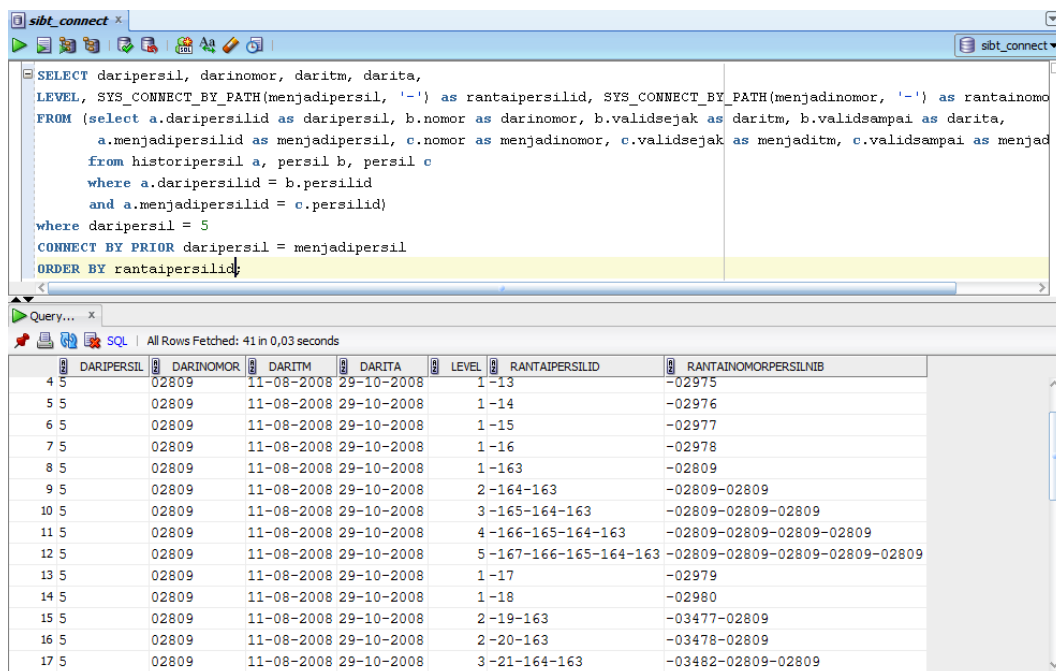 sibt_connect x
sibt_connect
SELECT daripersil, darinomor, daritm, darita,
LEVEL, SYS_CONNECT_BY_PATH(menjadipersil, '-') as rantaipersilid, SYS_CONNECT_BY_PATH(menjadinomor, '-') as rantainomo
FROM (select a.daripersilid as daripersil, b.nomor as darinomor, b.validsejak as daritm, b.validsampai as darita,
a.menjadipersilid as menjadipersil, c.nomor as menjadinomor, c.validsejak as menjaditm, c.validsampai as menjad
from historipersil a, persil b, persil c
where a.daripersilid = b.persilid
and a.menjadipersilid = c.persilid)
where daripersil = 5
CONNECT BY PRIOR daripersil = menjadipersil
ORDER BY rantaipersilid;
Query... x
SQL | All Rows Fetched: 41 in 0,03 seconds
DARIPERSIL DARINOMOR DARITM DARITA LEVEL RANTAIPERSILID RANTAINOMORPERSILNIB
4 5 02809 11-08-2008 29-10-2008 1 -13 -02975
5 5 02809 11-08-2008 29-10-2008 1 -14 -02976
6 5 02809 11-08-2008 29-10-2008 1 -15 -02977
7 5 02809 11-08-2008 29-10-2008 1 -16 -02978
8 5 02809 11-08-2008 29-10-2008 1 -163 -02809
9 5 02809 11-08-2008 29-10-2008 2 -164-163 -02809-02809
10 5 02809 11-08-2008 29-10-2008 3 -165-164-163 -02809-02809-02809
11 5 02809 11-08-2008 29-10-2008 4 -166-165-164-163 -02809-02809-02809-02809
12 5 02809 11-08-2008 29-10-2008 5 -167-166-165-164-163 -02809-02809-02809-02809-02809
13 5 02809 11-08-2008 29-10-2008 1 -17 -02979
14 5 02809 11-08-2008 29-10-2008 1 -18 -02980
15 5 02809 11-08-2008 29-10-2008 2 -19-163 -03477-02809
16 5 02809 11-08-2008 29-10-2008 2 -20-163 -03478-02809
17 5 02809 11-08-2008 29-10-2008 3 -21-164-163 -03482-02809-02809